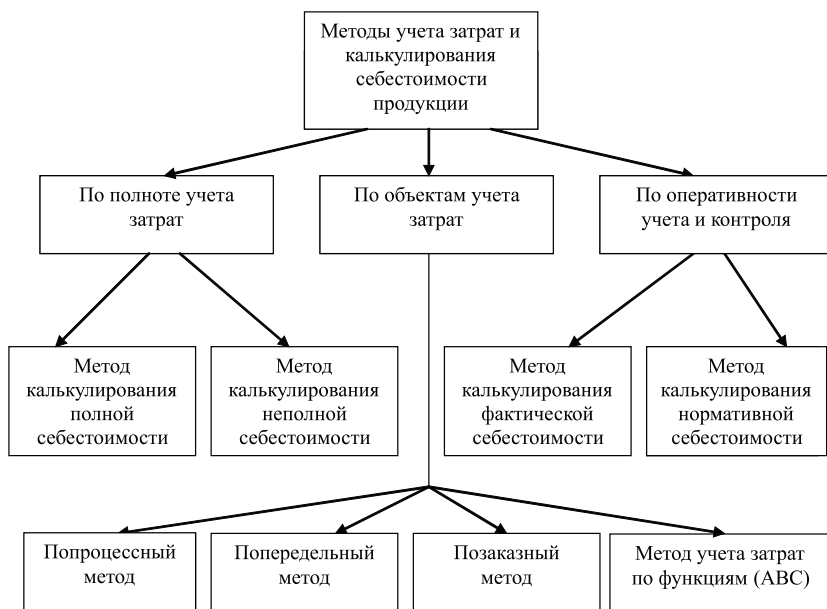 Методы учета затрат и
калькулирования
себестоимости
продукции
По полноте учета
затрат
По объектам учета
затрат
По оперативности
учета и контроля
Метод
калькулирования
полной
себестоимости
Метод
калькулирования
неполной
себестоимости
Метод
калькулирования
фактической
себестоимости
Метод
калькулирования
нормативной
себестоимости
Попроцессный
метод
Попередельный
метод
Позаказный
метод
Метод учета затрат
по функциям (АВС)